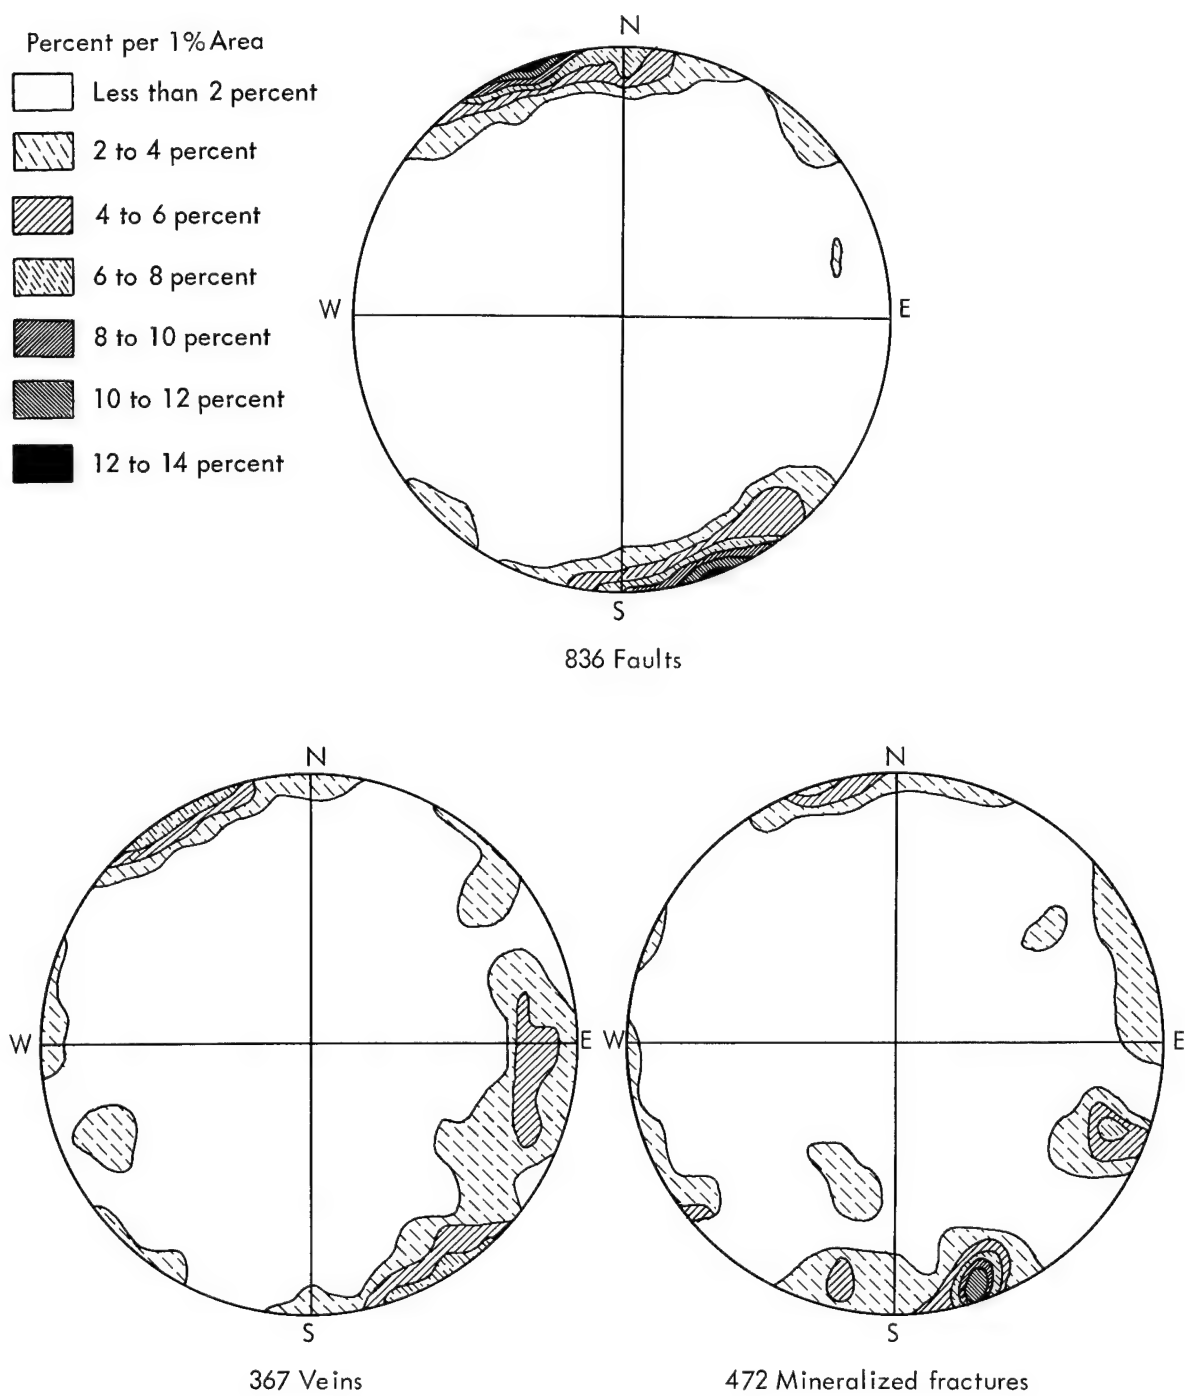 Percent per 1% Area
Less than 2 percent
2 to 4 percent
4 to 6 percent
6 to 8 percent
8 to 10 percent
10 to 12 percent
12 to 14 percent
N
W
E
S
836 Faults
N
W
E
S
367 Veins
N
W
E
S
472 Mineralized fractures